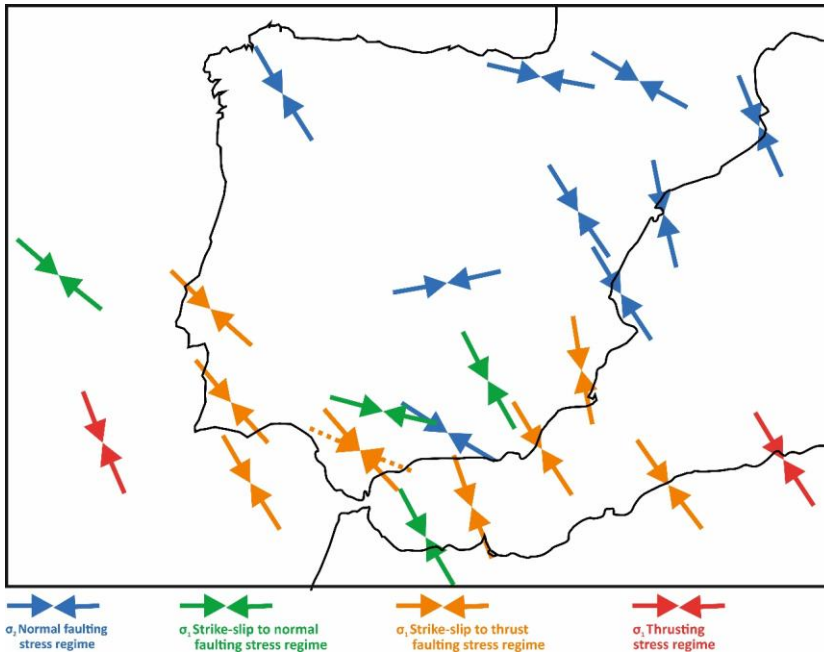 σ₂ Normal faulting
stress regime
σ₁ Strike-slip to normal
faulting stress regime
σ₁ Strike-slip to thrust
faulting stress regime
σ₁ Thrusting
stress regime